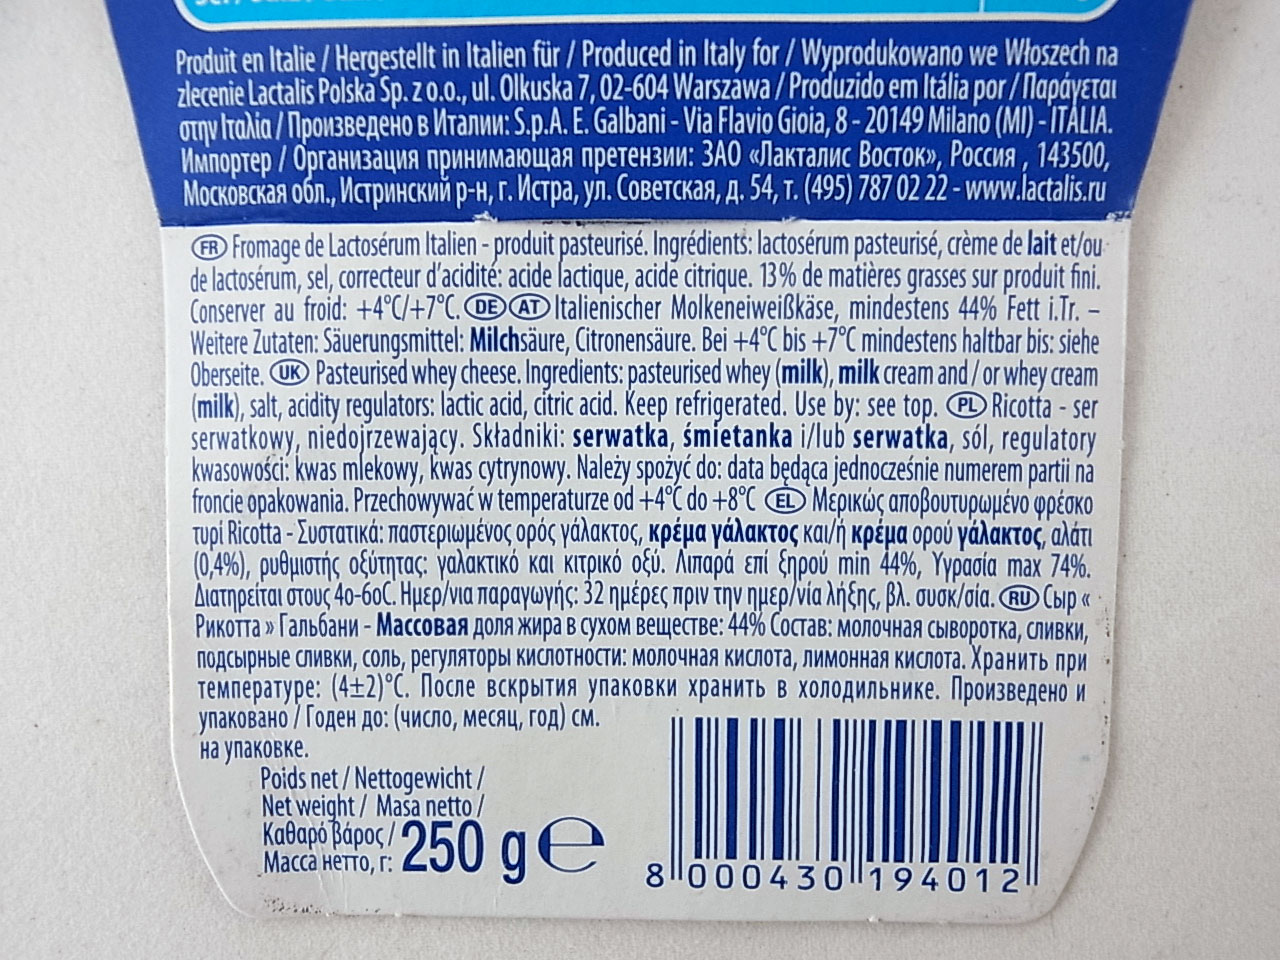 Produit en Italie / Hergestellt in Italien für / Produced in Italy for / Wyprodukowano we Włoszech na
zlecenie Lactalis Polska Sp. z o.o., ul. Olkuska 7, 02-604 Warszawa / Produzido em Itália por / Παράγεται
στην Ιταλία / Произведено в Италии: S.p.A. E. Galbani - Via Flavio Gioia, 8 - 20149 Milano (MI) - ITALIA.
Импортер / Организация принимающая претензии: ЗАО «Лакталис Восток», Россия , 143500,
Московская обл., Истринский р-н, г. Истра, ул. Советская, д. 54, т. (495) 787 02 22 - www.lactalis.ru
FR Fromage de Lactosérum Italien - produit pasteurisé. Ingrédients: lactosérum pasteurisé, crème de lait et/ou
de lactosérum, sel, correcteur d'acidité: acide lactique, acide citrique. 13% de matières grasses sur produit fini.
Conserver au froid: +4°C/+7°C. DE AT Italienischer Molkeneiweißkäse, mindestens 44% Fett i.Tr. –
Weitere Zutaten: Säuerungsmittel: Milchsäure, Citronensäure. Bei +4°C bis +7°C mindestens haltbar bis: siehe
Oberseite. UK Pasteurised whey cheese. Ingredients: pasteurised whey (milk), milk cream and / or whey cream
(milk), salt, acidity regulators: lactic acid, citric acid. Keep refrigerated. Use by: see top. PL Ricotta - ser
serwatkowy, niedojrzewający. Składniki: serwatka, śmietanka i/lub serwatka, sól, regulatory
kwasowości: kwas mlekowy, kwas cytrynowy. Należy spożyć do: data będąca jednocześnie numerem partii na
froncie opakowania. Przechowywać w temperaturze od +4°C do +8°C EL Μερικώς αποβουτυρωμένο φρέσκο
τυρί Ricotta - Συστατικά: παστεριωμένος ορός γάλακτος, κρέμα γάλακτος και/ή κρέμα ορού γάλακτος, αλάτι
(0,4%), ρυθμιστής οξύτητας: γαλακτικό και κιτρικό οξύ. Λιπαρά επί ξηρού min 44%, Υγρασία max 74%.
Διατηρείται στους 4ο-6οC. Ημερ/νια παραγωγής: 32 ημέρες πριν την ημερ/νία λήξης, βλ. συσκ/σία. RU Сыр «
Рикотта » Гальбани - Массовая доля жира в сухом веществе: 44% Состав: молочная сыворотка, сливки,
подсырные сливки, соль, регуляторы кислотности: молочная кислота, лимонная кислота. Хранить при
температуре: (4±2)°C. После вскрытия упаковки хранить в холодильнике. Произведено и
упаковано / Годен до: (число, месяц, год) см.
на упаковке.
Poids net / Nettogewicht /
Net weight / Masa netto /
Καθαρό βάρος /
Масса нетто, г: 250 g e
8 000430 194012